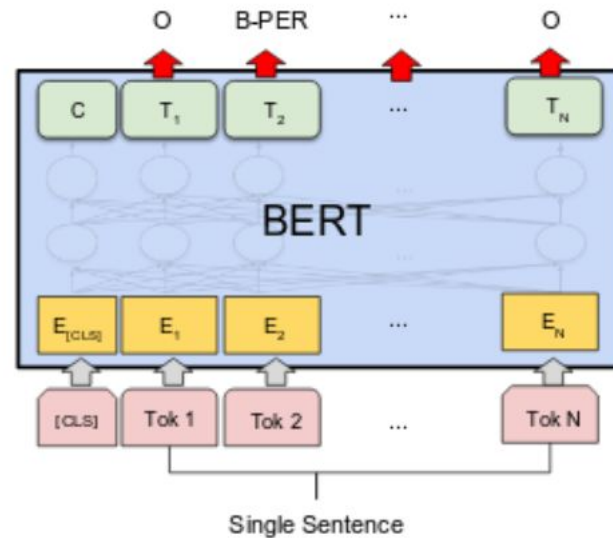 O B-PER ... O
C T1 T2 ... TN
...
BERT
...
E[CLS] E1 E2 ... EN
[CLS] Tok 1 Tok 2 ... Tok N
Single Sentence